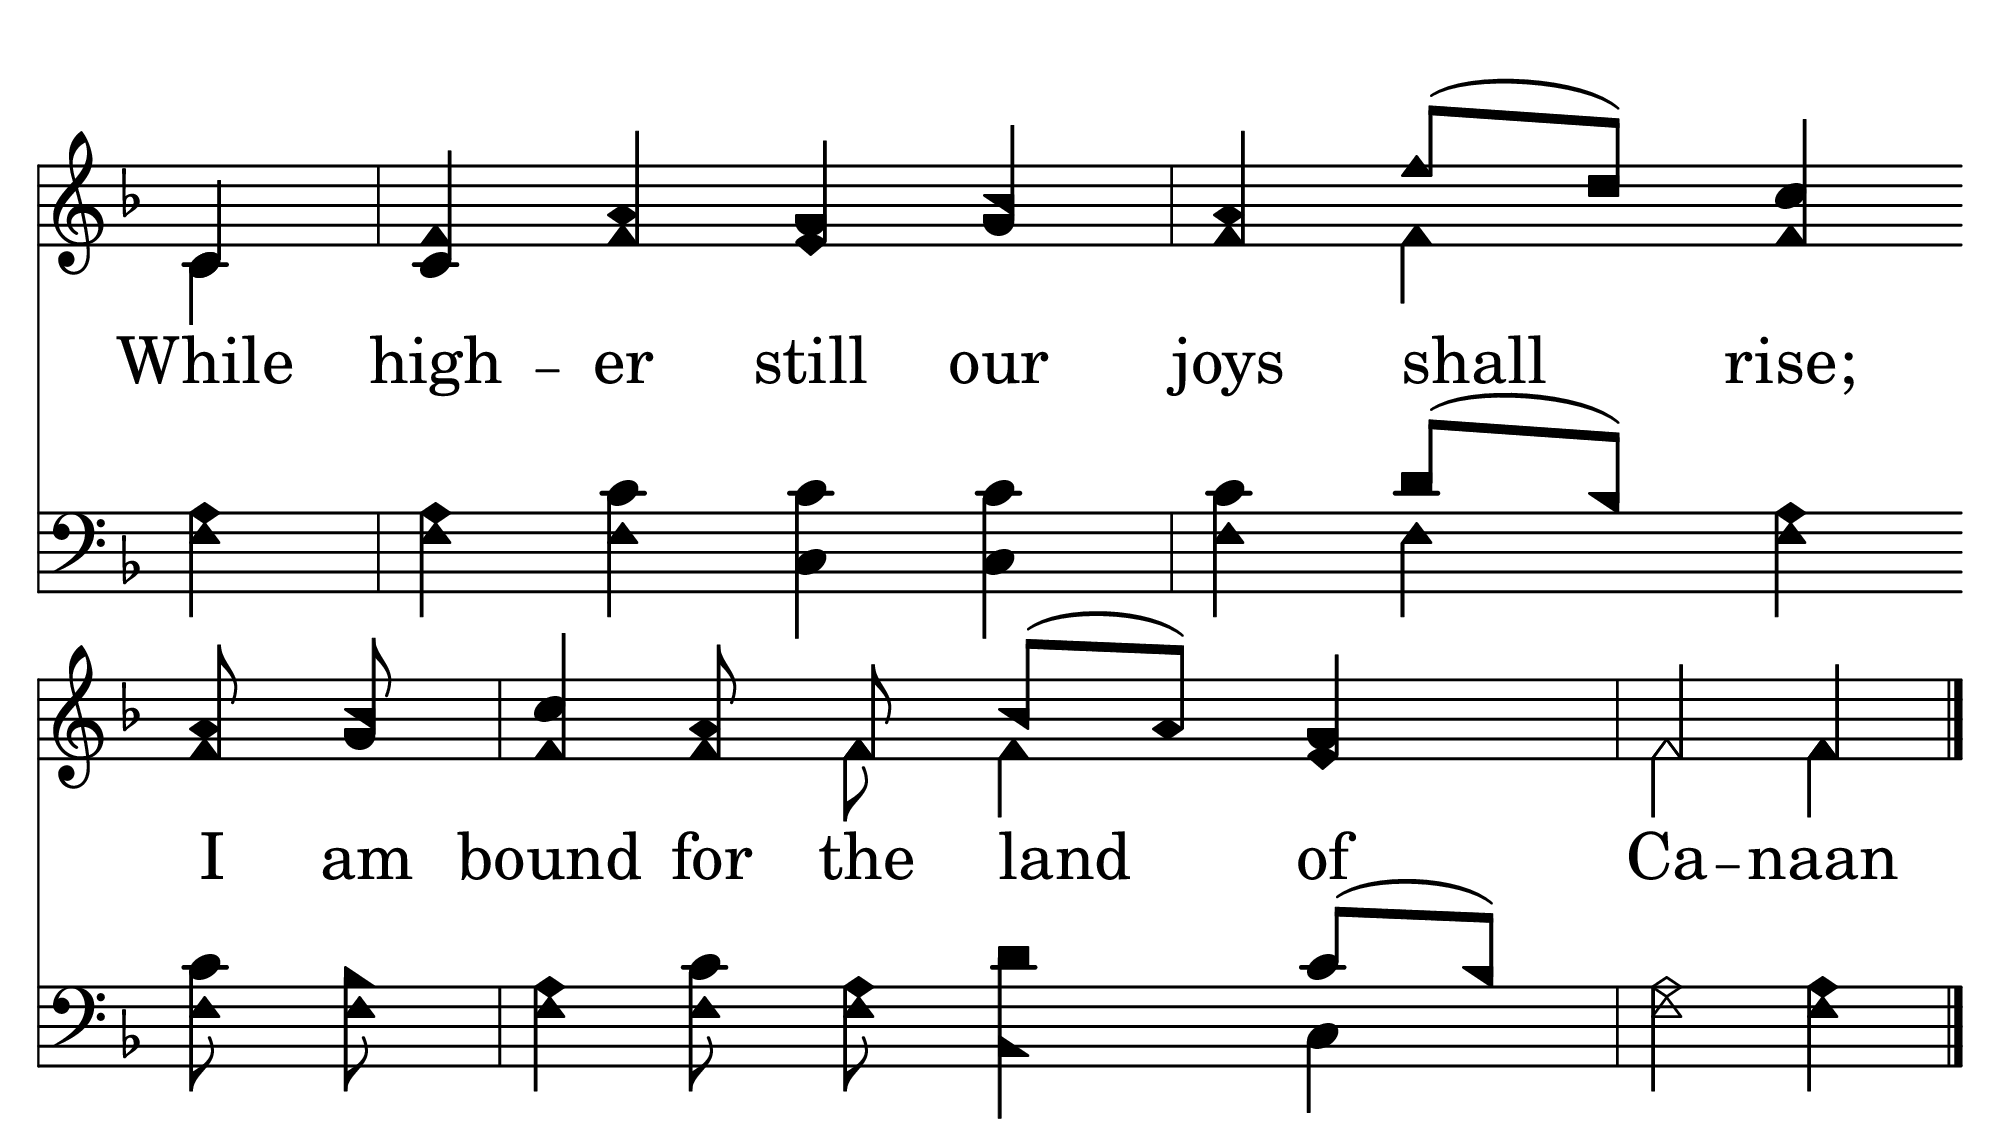 While high – er still our joys shall rise;
I am bound for the land of Ca – naan